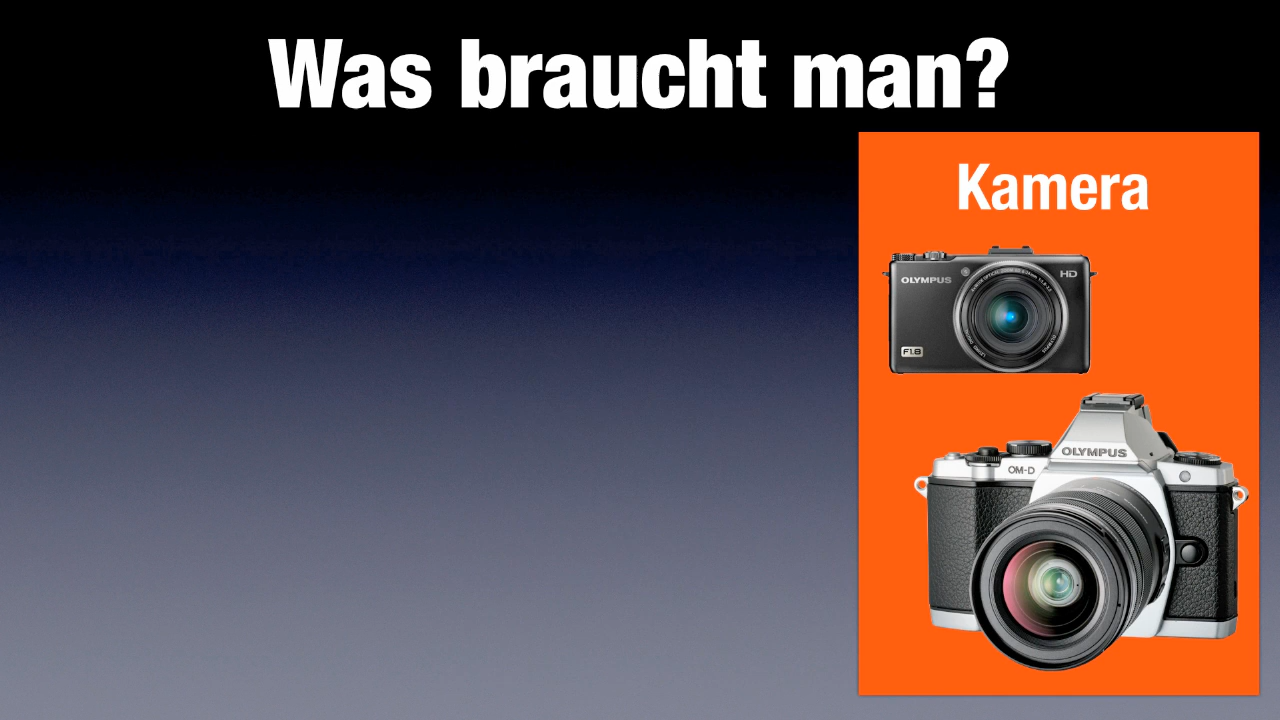 Was braucht man?
Kamera
OLYMPUS
HD
F1.8
OLYMPUS
OM-D